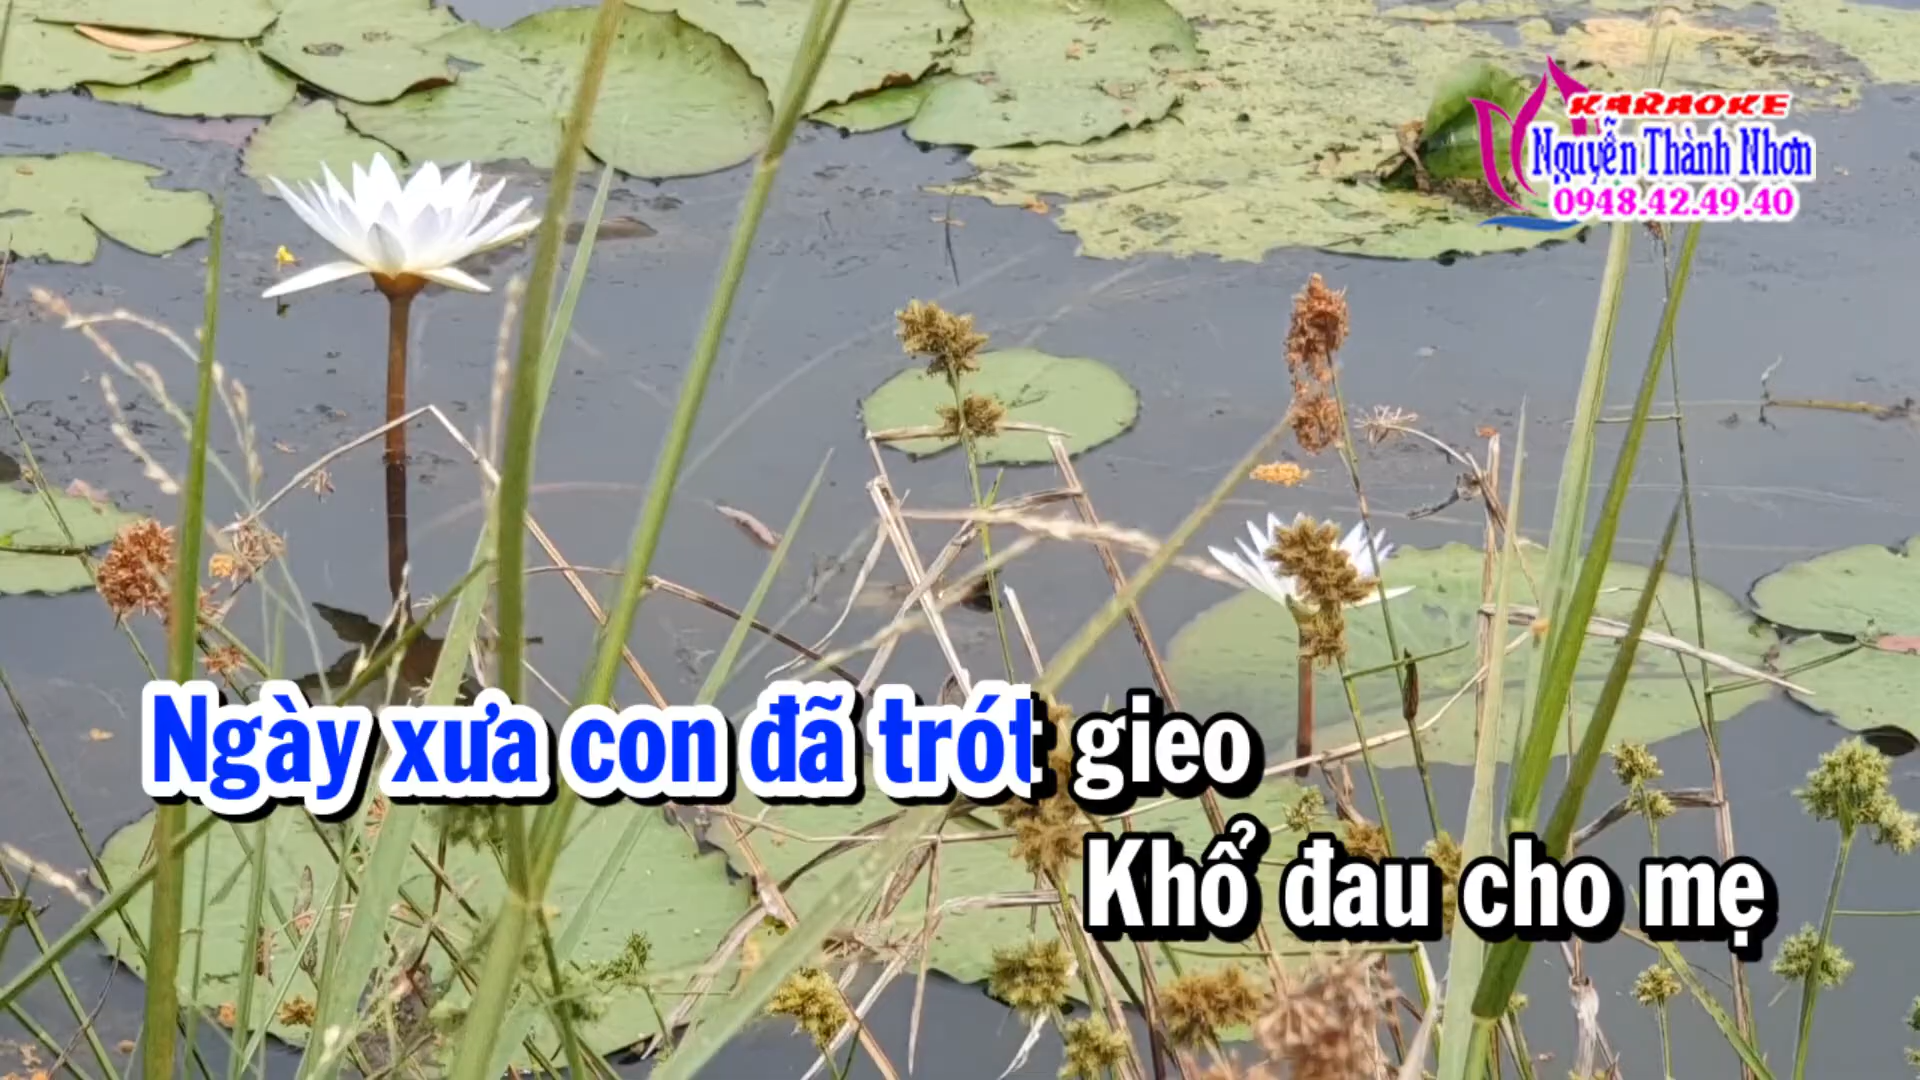 KARAOKE
Nguyễn Thành Nhơn
0948.42.49.40
Ngày xưa con đã trót gieo
Khổ đau cho mẹ